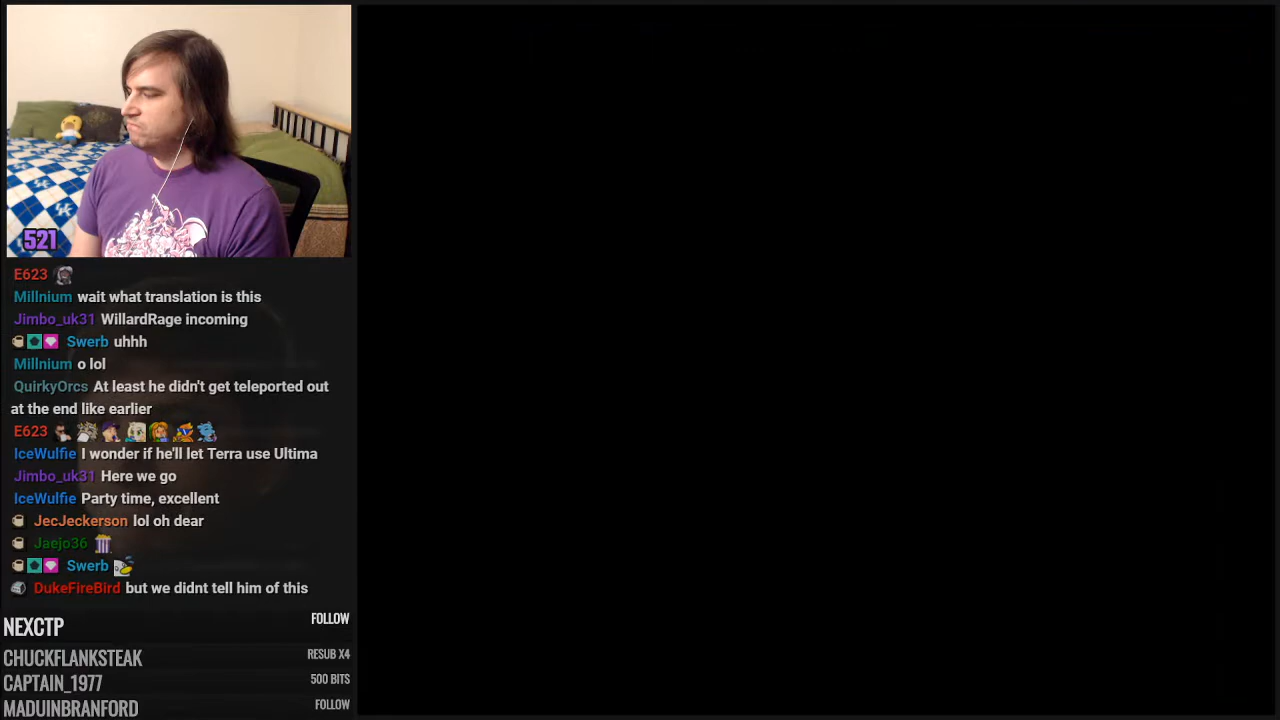 521
E623
Millnium wait what translation is this
Jimbo_uk31 WillardRage incoming
Swerb uhhh
Millnium o lol
QuirkyOrcs At least he didn't get teleported out
at the end like earlier
E623
IceWulfie I wonder if he'll let Terra use Ultima
Jimbo_uk31 Here we go
IceWulfie Party time, excellent
JecJeckerson lol oh dear
Jaejo36
Swerb
DukeFireBird but we didnt tell him of this
NEXCTP FOLLOW
CHUCKFLANKSTEAK RESUB X4
CAPTAIN_1977 500 BITS
MADUINBRANFORD FOLLOW